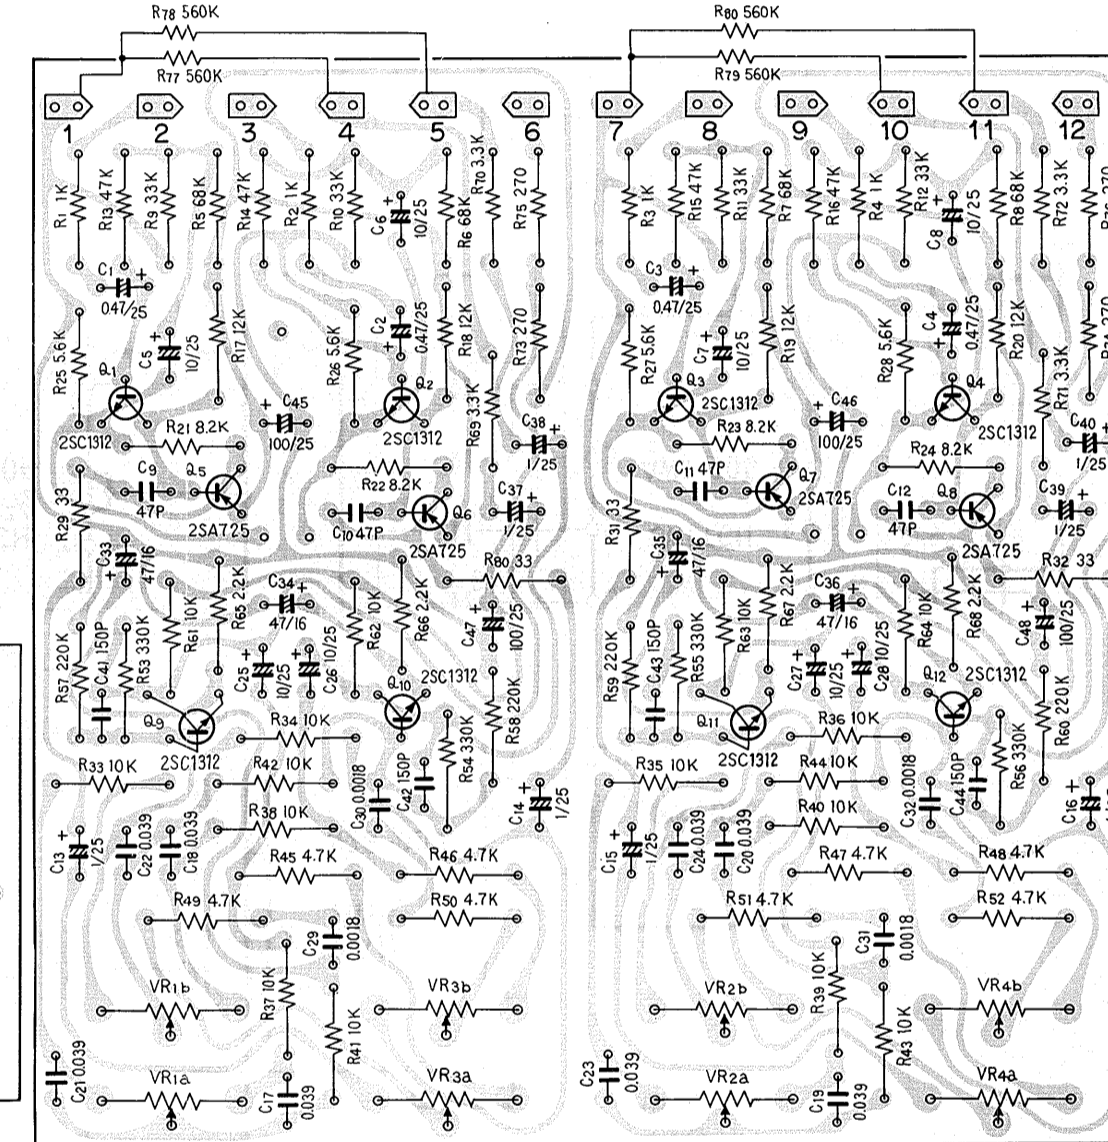 R78 560K
R80 560K
R77 560K
R79 560K
1 2 3 4 5 6 7 8 9 10 11 12
R1 1K
R13 47K
R9 33K
R5 68K
R14 47K
R2 1K
R10 33K
C6 + 10/25
R6 68K
R70 3.3K
R75 270
R3 1K
R15 47K
R11 33K
R7 68K
R16 47K
R4 1K
R12 33K
C8 + 10/25
R8 68K
R72 3.3K
C1 + 0.47/25
C3 + 0.47/25
R25 5.6K
C5 + 10/25
R17 12K
R26 5.6K
C2 + 0.47/25
R18 12K
R73 270
R27 5.6K
C7 + 10/25
R19 12K
R28 5.6K
C4 + 0.47/25
R20 12K
R74 270
Q1
2SC1312
Q2
2SC1312
Q3
2SC1312
Q4
2SC1312
R69 3.31K
R71 3.3K
C45 + 100/25
C38 + 1/25
C46 + 100/25
C40 + 1/25
R21 8.2K
R22 8.2K
R23 8.2K
R24 8.2K
C9 47P
Q5
2SA725
C10 47P
Q6
2SA725
C37 + 1/25
C11 47P
Q7
2SA725
C12 47P
Q8
2SA725
C39 + 1/25
R29 33
C33 + 47/16
R80 33
R31 33
C35 + 47/16
R32 33
R61 10K
R65 2.2K
C34 + 47/16
R62 10K
R66 2.2K
C47 + 100/25
R63 10K
R67 2.2K
C36 + 47/16
R64 10K
R68 2.2K
C48 + 100/25
R57 220K
C41 150P
R53 330K
C25 + 10/25
C26 + 10/25
Q10
2SC1312
R58 220K
R59 220K
C43 150P
R55 330K
C27 + 10/25
C28 + 10/25
Q12
2SC1312
R60 220K
Q9
2SC1312
R34 10K
R54 330K
Q11
2SC1312
R36 10K
R56 330K
R33 10K
R42 10K
C30 0.0018
C42 150P
C14 + 1/25
R35 10K
R44 10K
C32 0.0018
C44 150P
C16 +
R38 10K
R40 10K
C13 + 1/25
C22 0.039
C18 0.039
C15 + 1/25
C24 0.039
C20 0.039
R45 4.7K
R46 4.7K
R47 4.7K
R48 4.7K
R49 4.7K
R50 4.7K
R51 4.7K
R52 4.7K
C29 0.0018
C31 0.0018
VR1b
R37 10K
VR3b
VR2b
R39 10K
VR4b
R41 10K
R43 10K
C21 0.039
VR1a
C17 0.039
VR3a
C23 0.039
VR2a
C19 0.039
VR4a